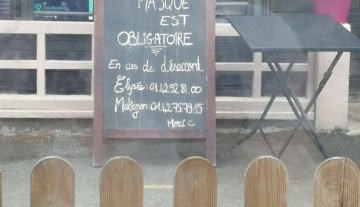 MASQUE
EST
OBLIGATOIRE
En cas de désaccord
Elysée: 01.42.92.81.00
Matignon: 01.42.75.79.15
Merci